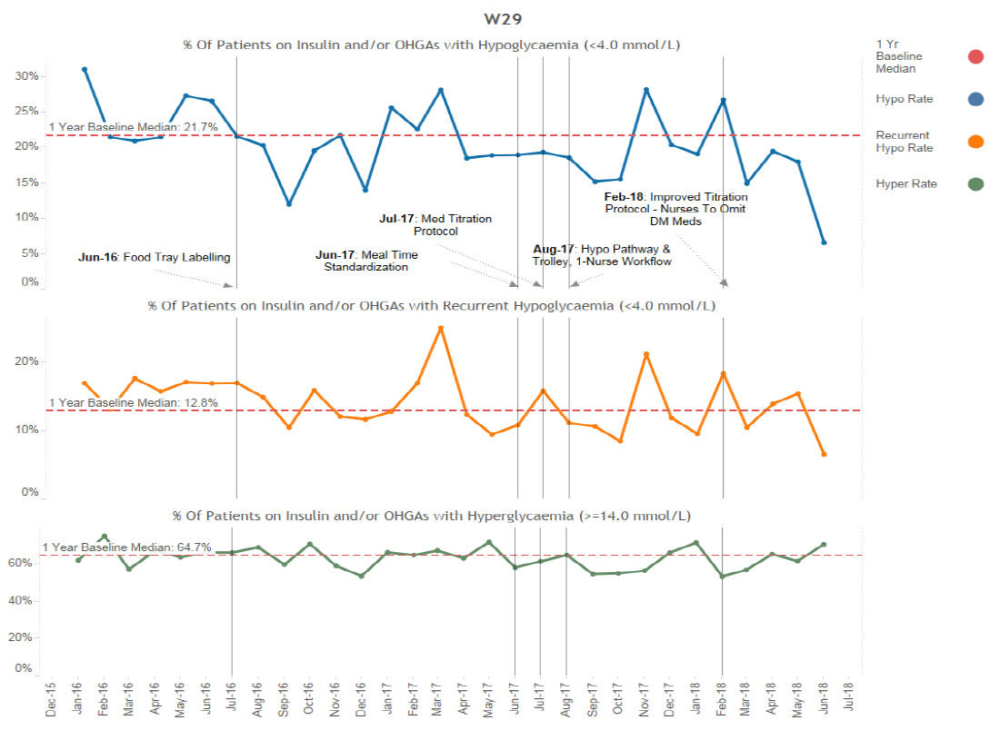 W29
% Of Patients on Insulin and/or OHGAs with Hypoglycaemia (<4.0 mmol/L)
1 Yr
Baseline
Median
Hypo Rate
Recurrent
Hypo Rate
Hyper Rate
30%
25%
20%
15%
10%
5%
0%
1 Year Baseline Median: 21.7%
Jun-16: Food Tray Labelling
Jul-17: Med Titration
Protocol
Jun-17: Meal Time
Standardization
Feb-18: Improved Titration
Protocol - Nurses To Omit
DM Meds
Aug-17: Hypo Pathway &
Trolley, 1-Nurse Workflow
% Of Patients on Insulin and/or OHGAs with Recurrent Hypoglycaemia (<4.0 mmol/L)
20%
10%
0%
1 Year Baseline Median: 12.8%
% Of Patients on Insulin and/or OHGAs with Hyperglycaemia (>=14.0 mmol/L)
60%
40%
20%
0%
1 Year Baseline Median: 64.7%
Dec-15
Jan-16
Feb-16
Mar-16
Apr-16
May-16
Jun-16
Jul-16
Aug-16
Sep-16
Oct-16
Nov-16
Dec-16
Jan-17
Feb-17
Mar-17
Apr-17
May-17
Jun-17
Jul-17
Aug-17
Sep-17
Oct-17
Nov-17
Dec-17
Jan-18
Feb-18
Mar-18
Apr-18
May-18
Jun-18
Jul-18